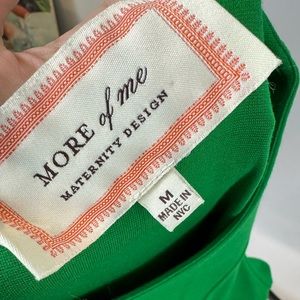 MORE of me
MATERNITY DESIGN
M
MADE IN
NYC